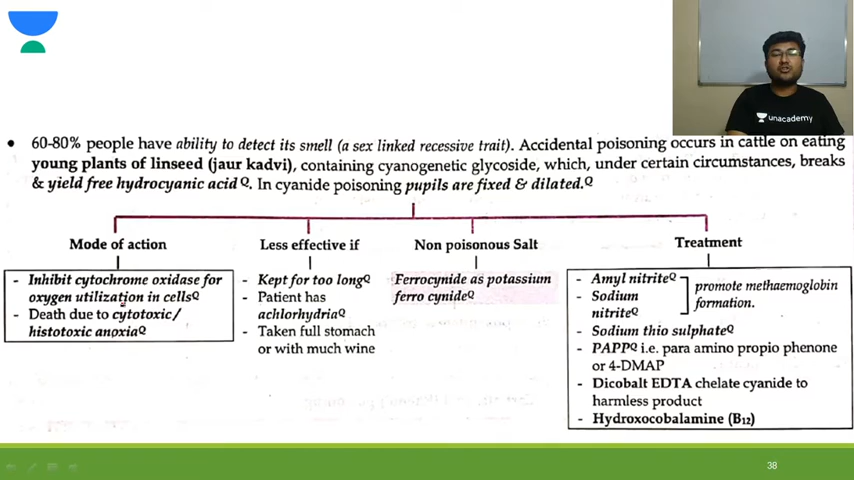 unacademy
60-80% people have ability to detect its smell (a sex linked recessive trait). Accidental poisoning occurs in cattle on eating
young plants of linseed (jaur kadvi), containing cyanogenetic glycoside, which, under certain circumstances, breaks
& yield free hydrocyanic acidQ. In cyanide poisoning pupils are fixed & dilated.Q
Mode of action
- Inhibit cytochrome oxidase for
oxygen utilization in cellsQ
- Death due to cytotoxic/
histotoxic anoxiaQ
Less effective if
- Kept for too longQ
- Patient has
achlorhydriaQ
- Taken full stomach
or with much wine
Non poisonous Salt
Ferrocynide as potassium
ferro cynideQ
Treatment
- Amyl nitriteQ
- Sodium
nitriteQ
promote methaemoglobin
formation.
- Sodium thio sulphateQ
- PAPPQ i.e. para amino propio phenone
or 4-DMAP
- Dicobalt EDTA chelate cyanide to
harmless product
- Hydroxocobalamine (B12)
38